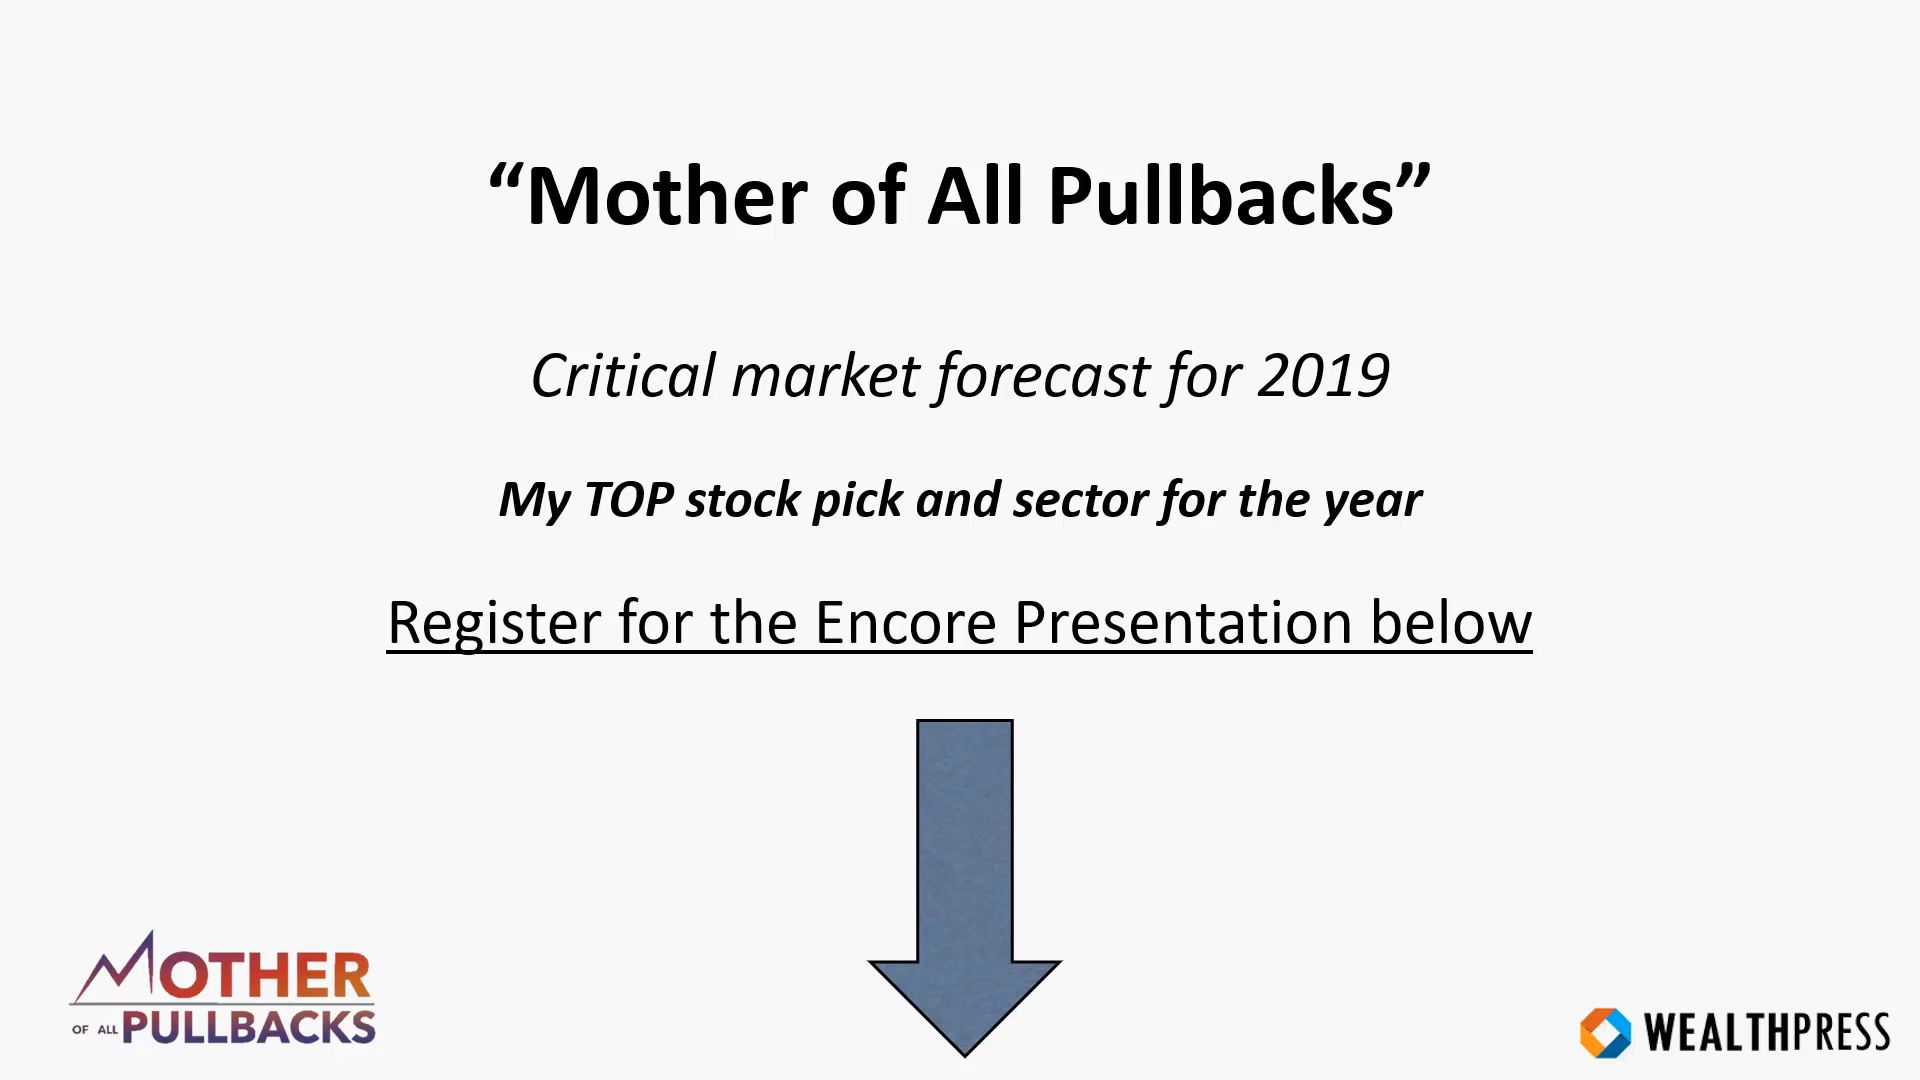 “Mother of All Pullbacks”
Critical market forecast for 2019
My TOP stock pick and sector for the year
Register for the Encore Presentation below
MOTHER
OF ALL PULLBACKS
WEALTHPRESS